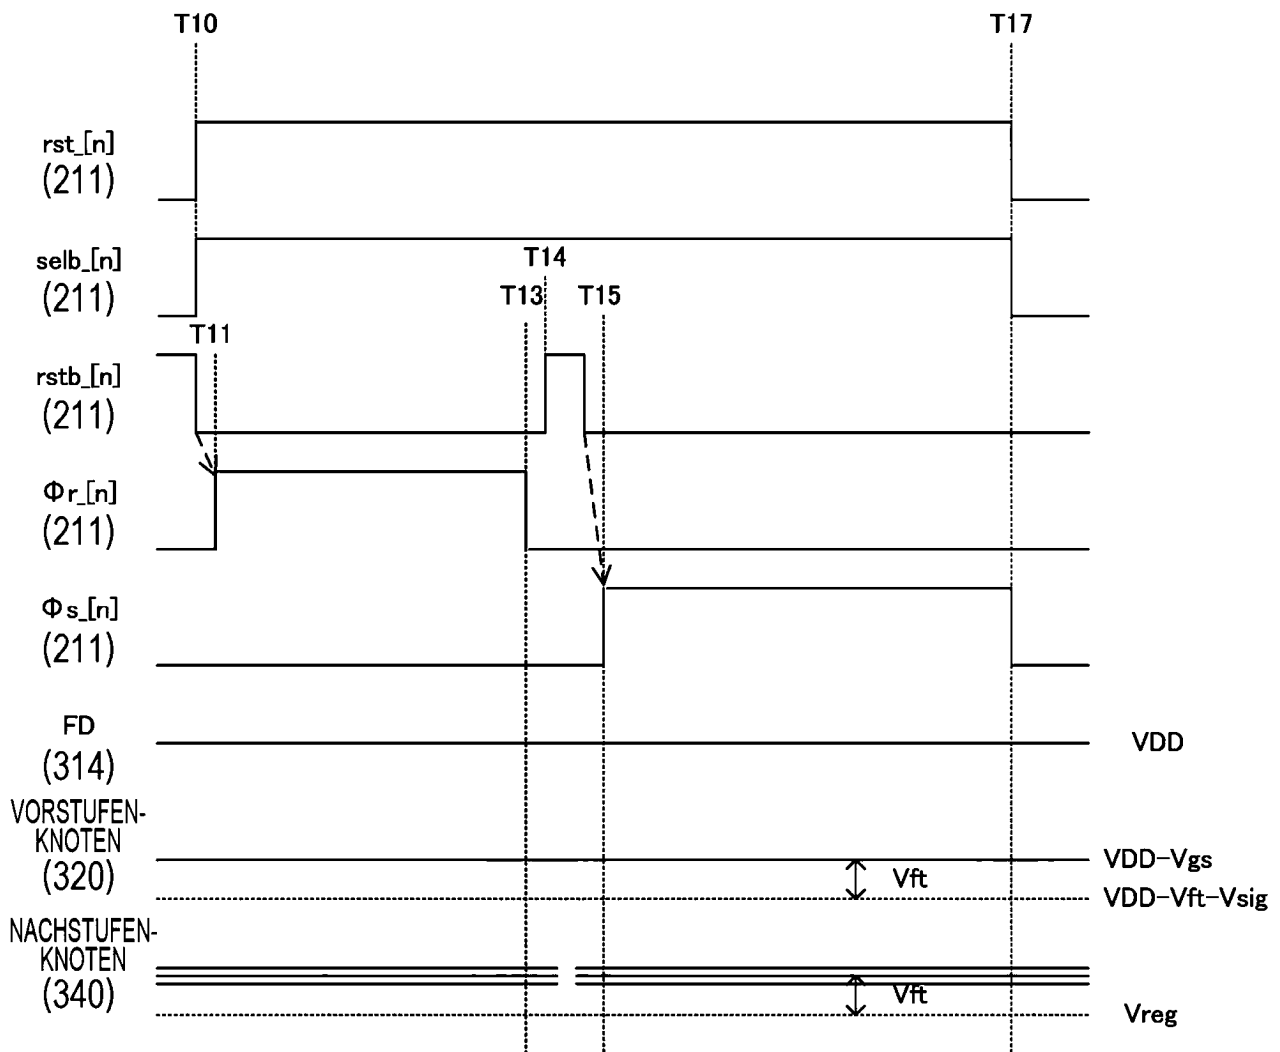 T10
T17
rst_[n]
(211)
selb_[n]
(211)
T14
T13
T15
T11
rstb_[n]
(211)
Φr_[n]
(211)
Φs_[n]
(211)
FD
(314)
VDD
VORSTUFEN-
KNOTEN
(320)
VDD-Vgs
Vft
VDD-Vft-Vsig
NACHSTUFEN-
KNOTEN
(340)
Vft
Vreg